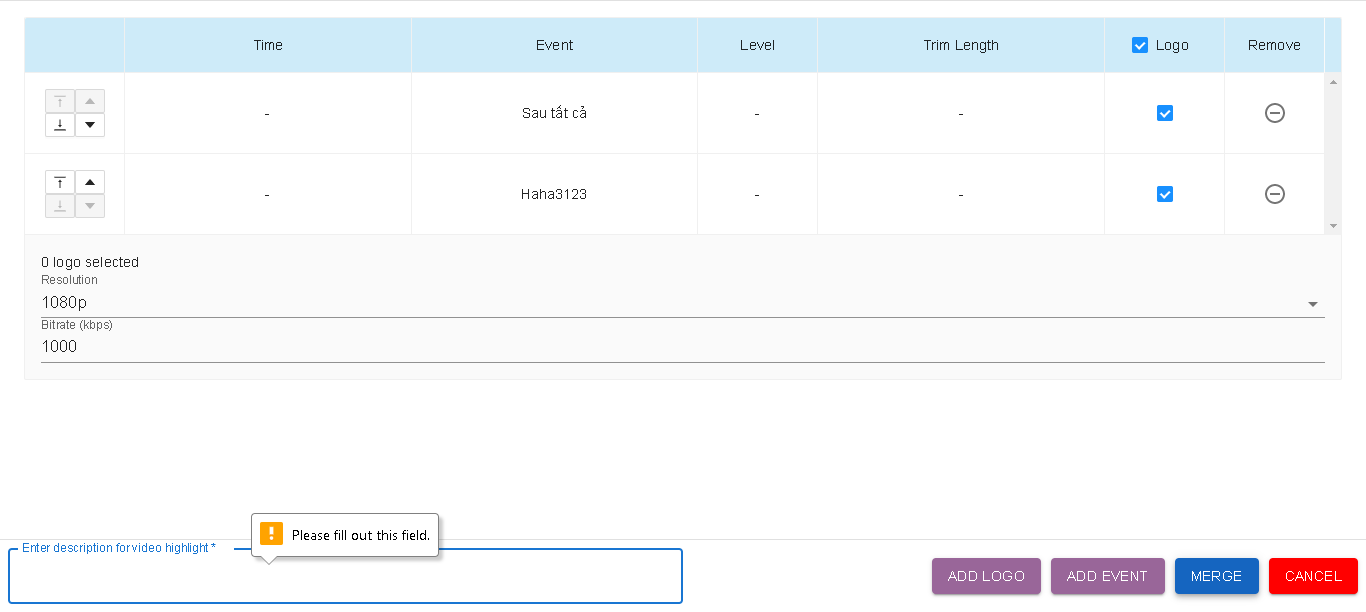 Time Event Level Trim Length Logo Remove
- Sau tất cả - -
- Haha3123 - -
0 logo selected
Resolution
1080p
Bitrate (kbps)
1000
Please fill out this field.
Enter description for video highlight *
ADD LOGO ADD EVENT MERGE CANCEL